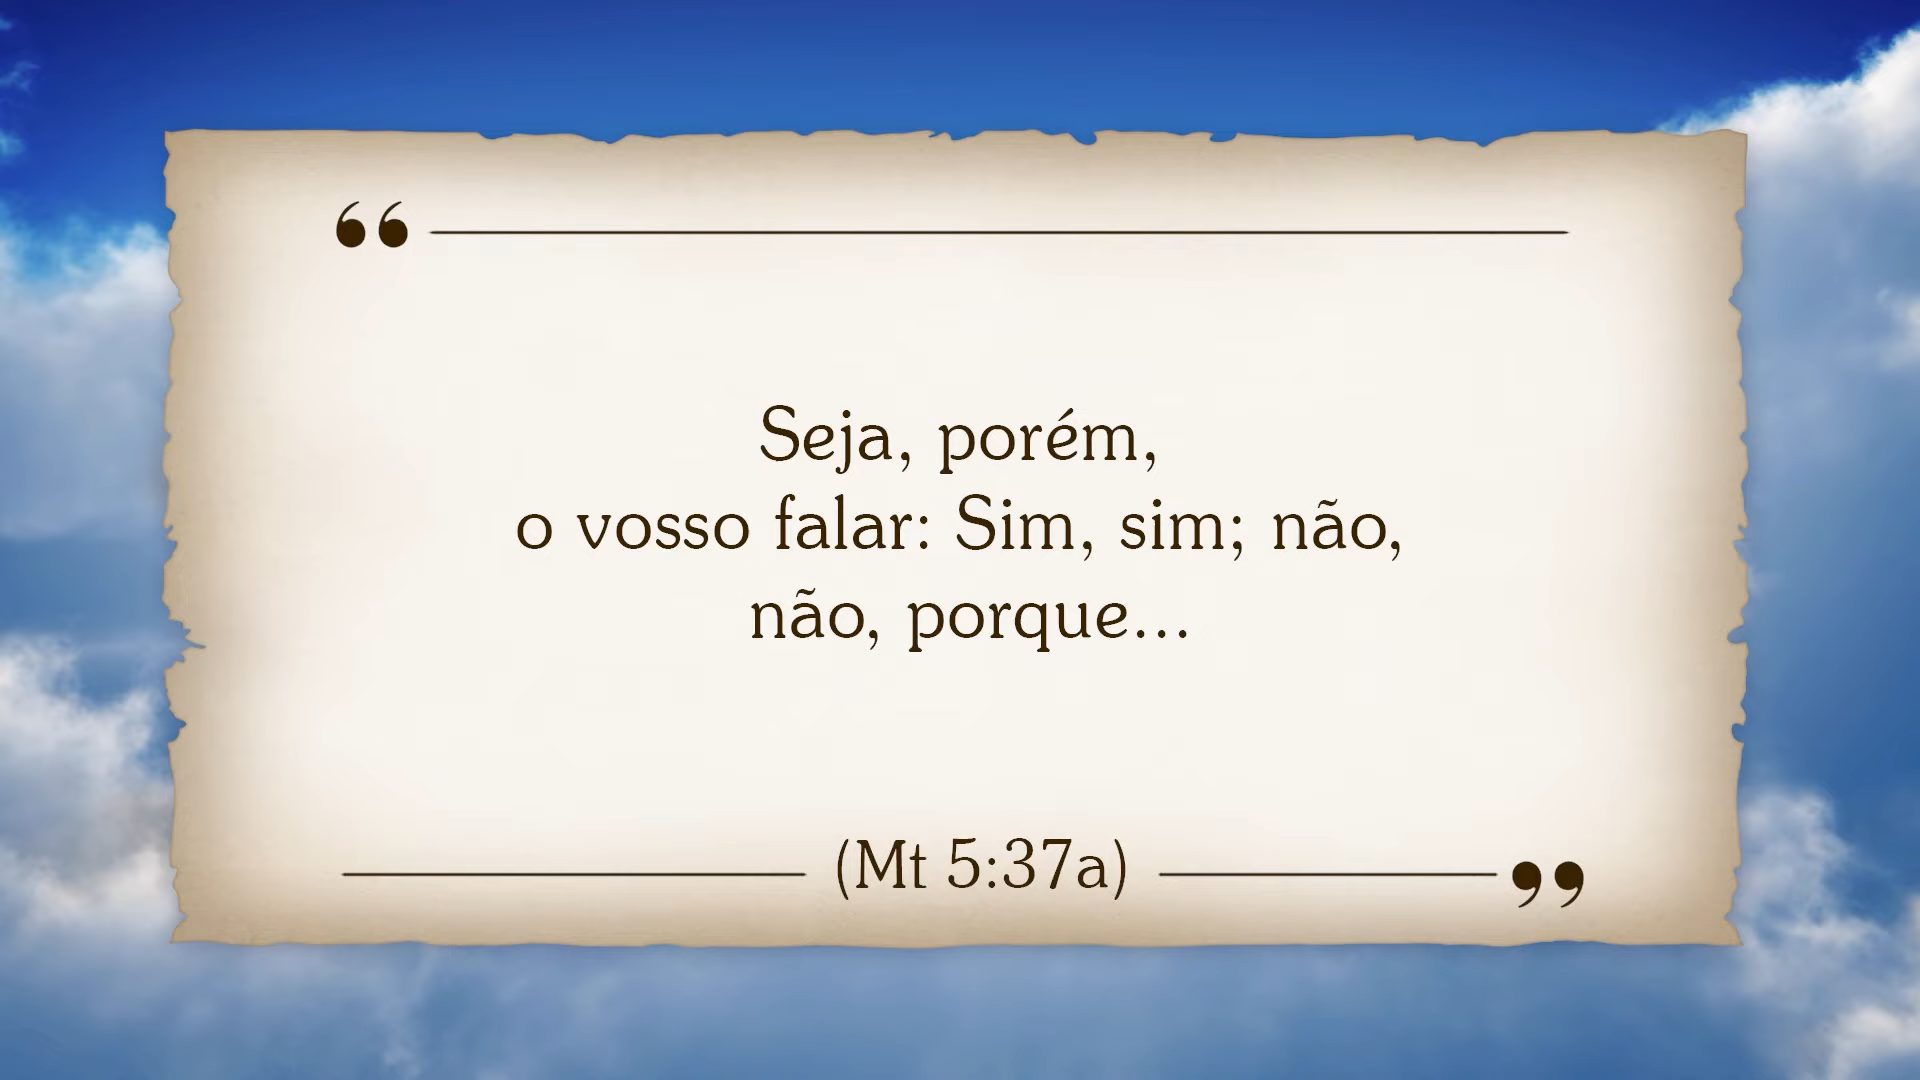 “
Seja, porém,
o vosso falar: Sim, sim; não,
não, porque...
(Mt 5:37a)
”